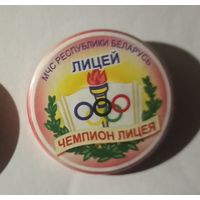 МЧС РЕСПУБЛИКИ БЕЛАРУСЬ
ЛИЦЕЙ
ЧЕМПИОН ЛИЦЕЯ